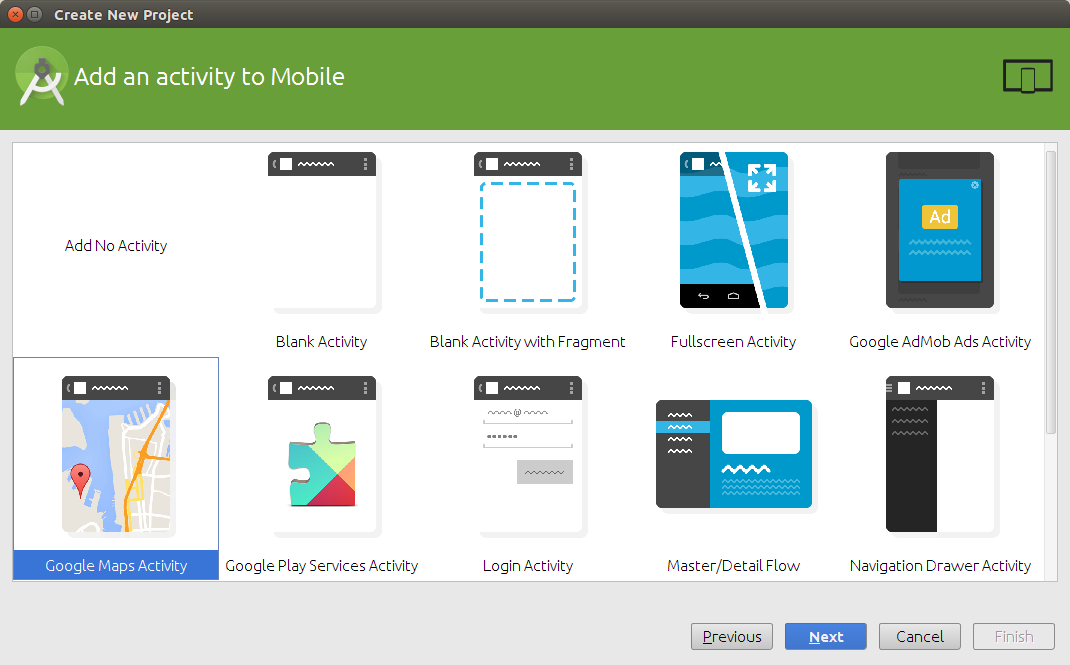 Create New Project
Add an activity to Mobile
Add No Activity
Blank Activity
Blank Activity with Fragment
Fullscreen Activity
Ad
Google AdMob Ads Activity
Google Maps Activity
Google Play Services Activity
@
Login Activity
Master/Detail Flow
Navigation Drawer Activity
Previous
Next
Cancel
Finish